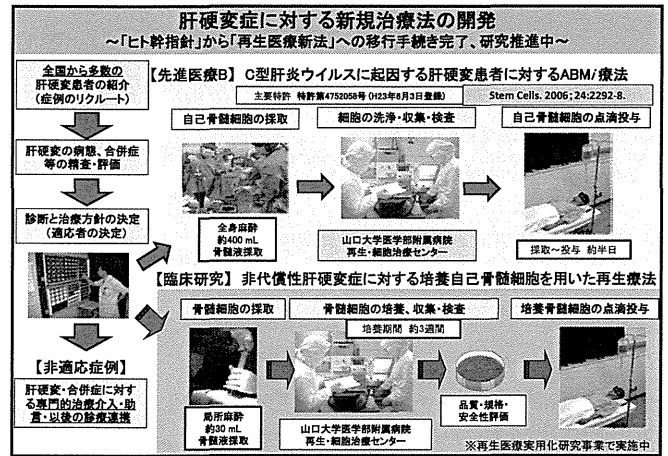 肝硬変症に対する新規治療法の開発
～「ヒト幹指針」から「再生医療新法」への移行手続き完了、研究推進中～
全国から多数の
肝硬変患者の紹介
(症例のリクルート)
肝硬変の病態、合併症
等の精査・評価
診断と治療方針の決定
(適応者の決定)
【非適応症例】
肝硬変・合併症に対す
る専門的治療介入・助
言・以後の診療連携
【先進医療B】 C型肝炎ウイルスに起因する肝硬変患者に対するABMi療法
主要特許 特許第4752058号(H23年6月3日登録)
Stem Cells. 2006; 24:2292-8.
自己骨髄細胞の採取
細胞の洗浄・収集・検査
自己骨髄細胞の点滴投与
全身麻酔
約400 mL
骨髄液採取
山口大学医学部附属病院
再生・細胞治療センター
採取～投与 約半日
【臨床研究】 非代償性肝硬変症に対する培養自己骨髄細胞を用いた再生療法
骨髄細胞の採取
骨髄細胞の培養、収集・検査
培養骨髄細胞の点滴投与
培養期間 約3週間
局所麻酔
約30 mL
骨髄液採取
山口大学医学部附属病院
再生・細胞治療センター
品質・規格・
安全性評価
※再生医療実用化研究事業で実施中